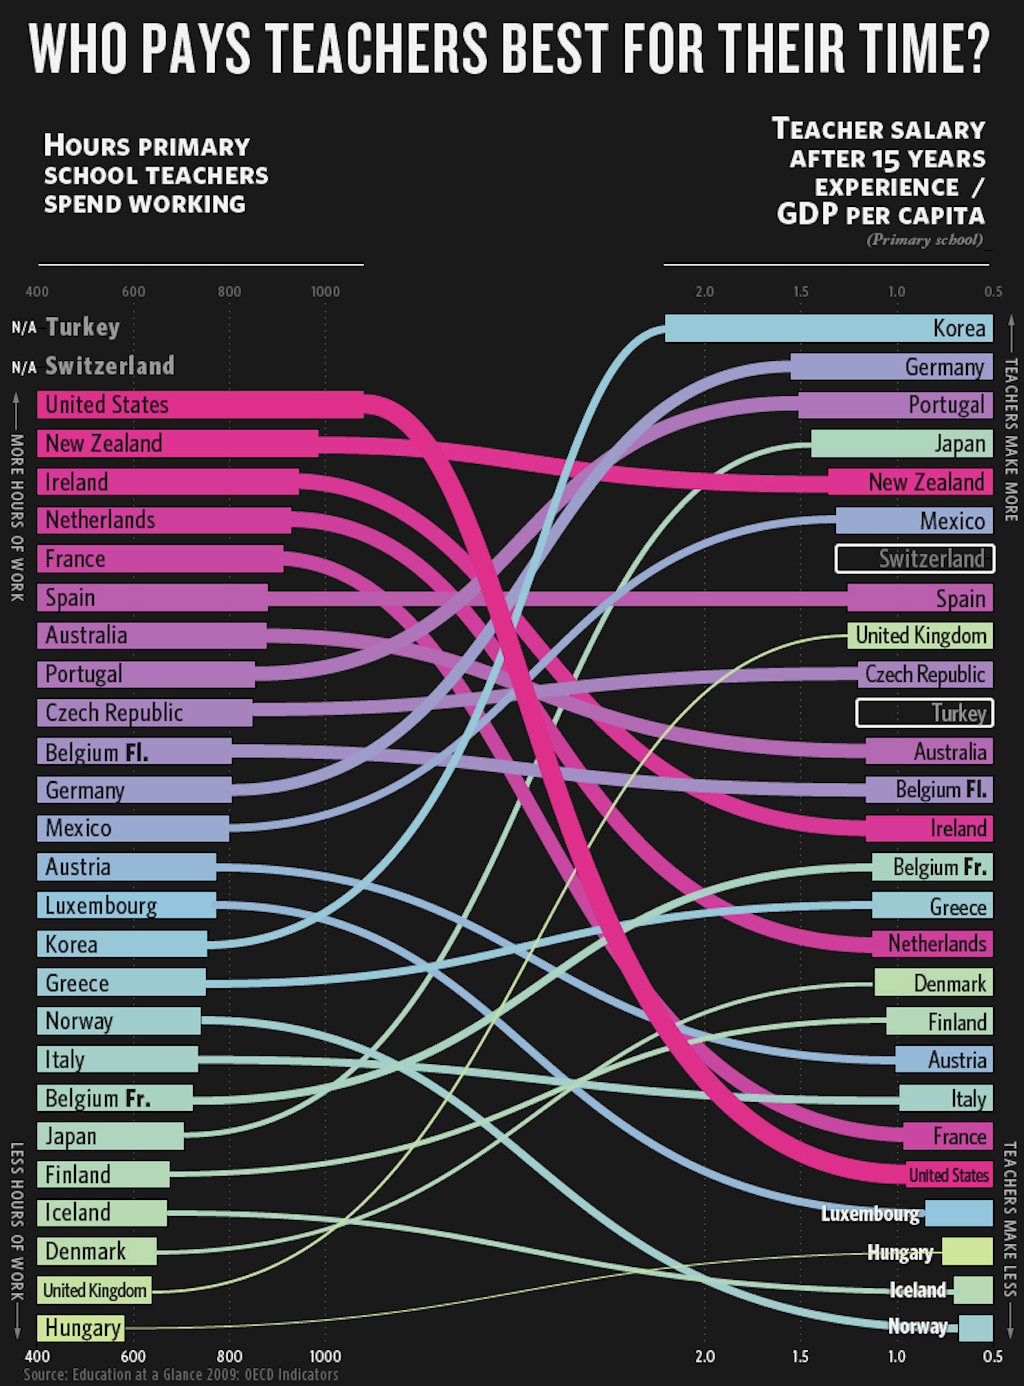 WHO PAYS TEACHERS BEST FOR THEIR TIME?
HOURS PRIMARY
SCHOOL TEACHERS
SPEND WORKING
TEACHER SALARY
AFTER 15 YEARS
EXPERIENCE /
GDP PER CAPITA
(Primary school)
400 600 800 1000
2.0 1.5 1.0 0.5
N/A Turkey
N/A Switzerland
United States
New Zealand
Ireland
Netherlands
France
Spain
Australia
Portugal
Czech Republic
Belgium Fl.
Germany
Mexico
Austria
Luxembourg
Korea
Greece
Norway
Italy
Belgium Fr.
Japan
Finland
Iceland
Denmark
United Kingdom
Hungary
MORE HOURS OF WORK
LESS HOURS OF WORK
Korea
Germany
Portugal
Japan
New Zealand
Mexico
Switzerland
Spain
United Kingdom
Czech Republic
Turkey
Australia
Belgium Fl.
Ireland
Belgium Fr.
Greece
Netherlands
Denmark
Finland
Austria
Italy
France
United States
Luxembourg
Hungary
Iceland
Norway
TEACHERS MAKE MORE
TEACHERS MAKE LESS
400 600 800 1000
2.0 1.5 1.0 0.5
Source: Education at a Glance 2009: OECD Indicators